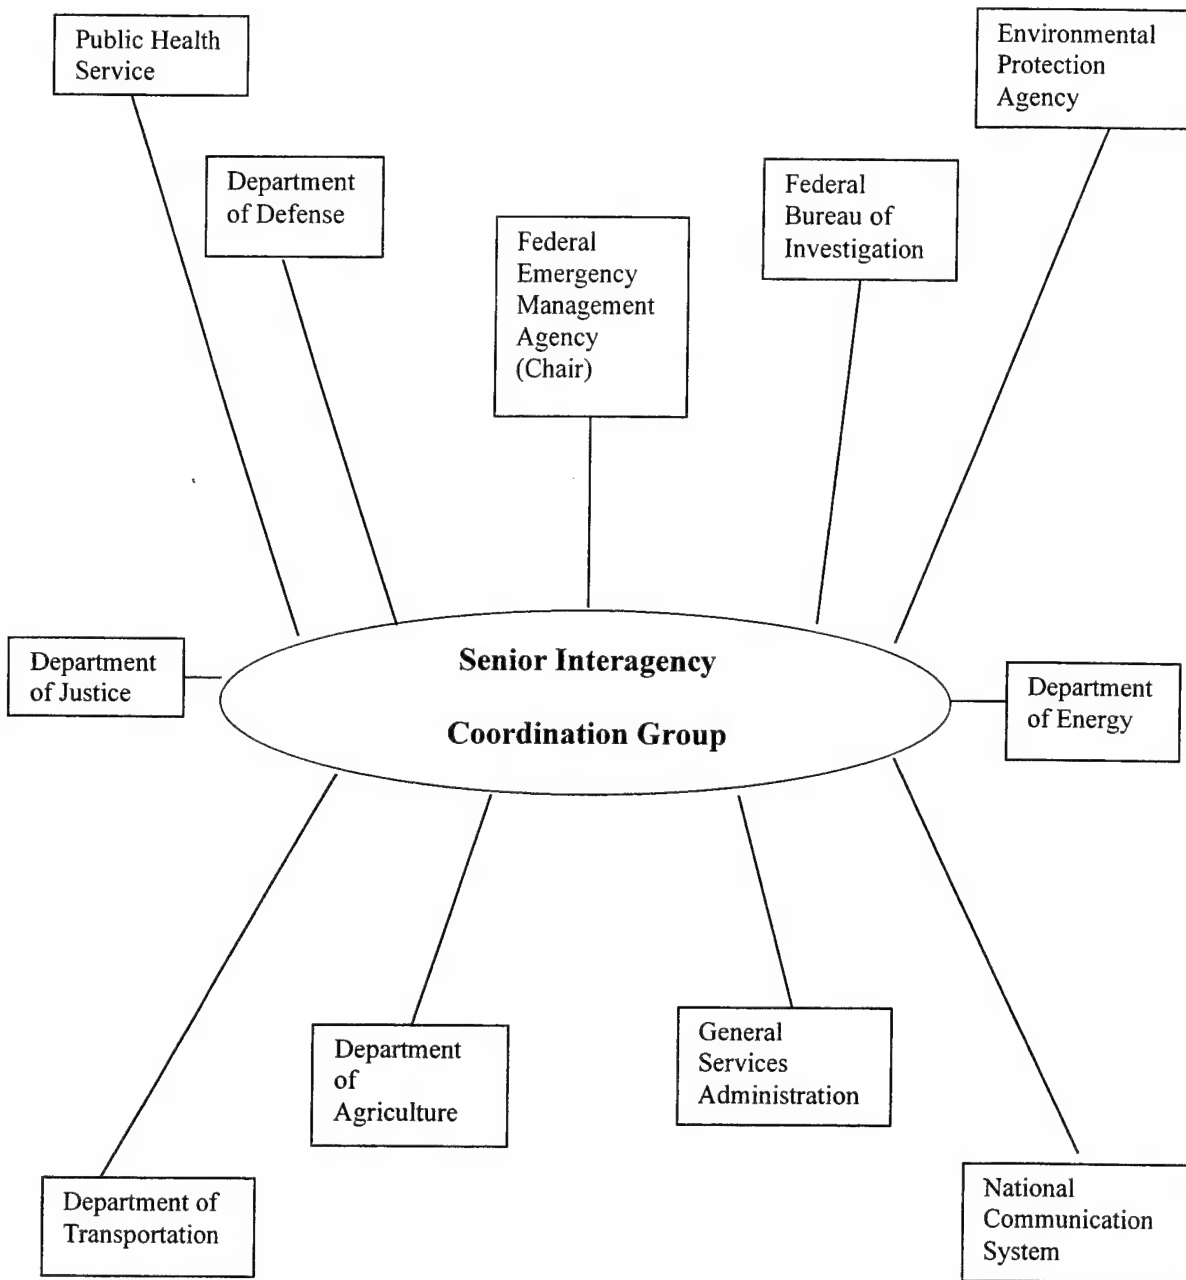 Public Health
Service
Environmental
Protection
Agency
Department
of Defense
Federal
Bureau of
Investigation
Federal
Emergency
Management
Agency
(Chair)
Senior Interagency
Coordination Group
Department
of Justice
Department
of Energy
Department
of
Agriculture
General
Services
Administration
Department of
Transportation
National
Communication
System